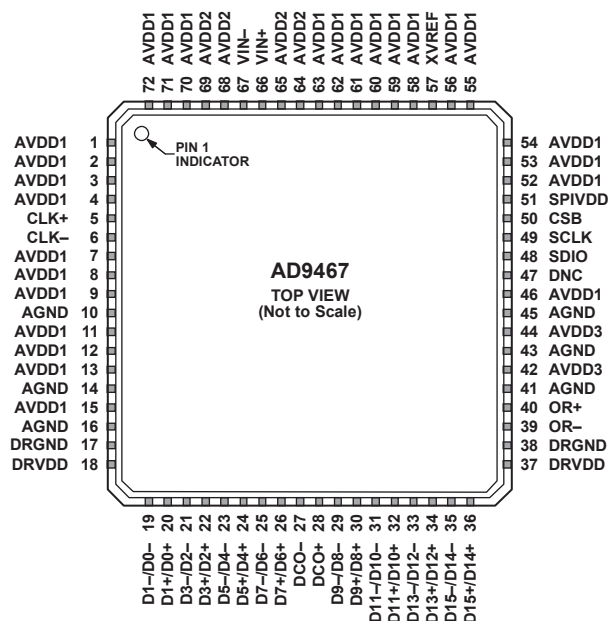 72 AVDD1
71 AVDD1
70 AVDD1
69 AVDD2
68 AVDD2
67 VIN–
66 VIN+
65 AVDD2
64 AVDD2
63 AVDD1
62 AVDD1
61 AVDD1
60 AVDD1
59 AVDD1
58 AVDD1
57 XVREF
56 AVDD1
55 AVDD1
AVDD1 1
AVDD1 2
AVDD1 3
AVDD1 4
CLK+ 5
CLK– 6
AVDD1 7
AVDD1 8
AVDD1 9
AGND 10
AVDD1 11
AVDD1 12
AVDD1 13
AGND 14
AVDD1 15
AGND 16
DRGND 17
DRVDD 18
PIN 1
INDICATOR
AD9467
TOP VIEW
(Not to Scale)
54 AVDD1
53 AVDD1
52 AVDD1
51 SPIVDD
50 CSB
49 SCLK
48 SDIO
47 DNC
46 AVDD1
45 AGND
44 AVDD3
43 AGND
42 AVDD3
41 AGND
40 OR+
39 OR–
38 DRGND
37 DRVDD
D1–/D0– 19
D1+/D0+ 20
D3–/D2– 21
D3+/D2+ 22
D5–/D4– 23
D5+/D4+ 24
D7–/D6– 25
D7+/D6+ 26
DCO– 27
DCO+ 28
D9–/D8– 29
D9+/D8+ 30
D11–/D10– 31
D11+/D10+ 32
D13–/D12– 33
D13+/D12+ 34
D15–/D14– 35
D15+/D14+ 36